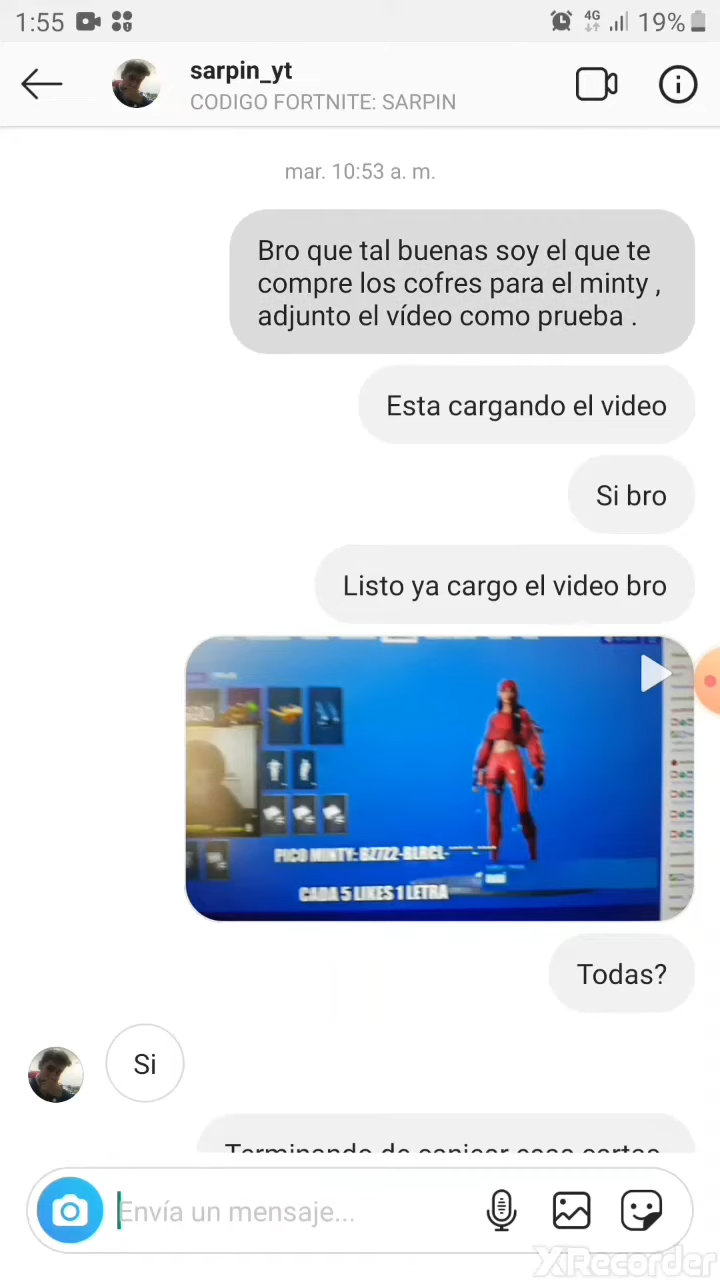 1:55
4G
19%
sarpin_yt
CODIGO FORTNITE: SARPIN
mar. 10:53 a. m.
Bro que tal buenas soy el que te
compre los cofres para el minty ,
adjunto el vídeo como prueba .
Esta cargando el video
Si bro
Listo ya cargo el video bro
PICO MINTY: BZ7Z2-BLRCL-****-****
CADA 5 LIKES 1 LETRA
Todas?
Si
Terminando de canjear esas cartas
Envía un mensaje...
XRecorder